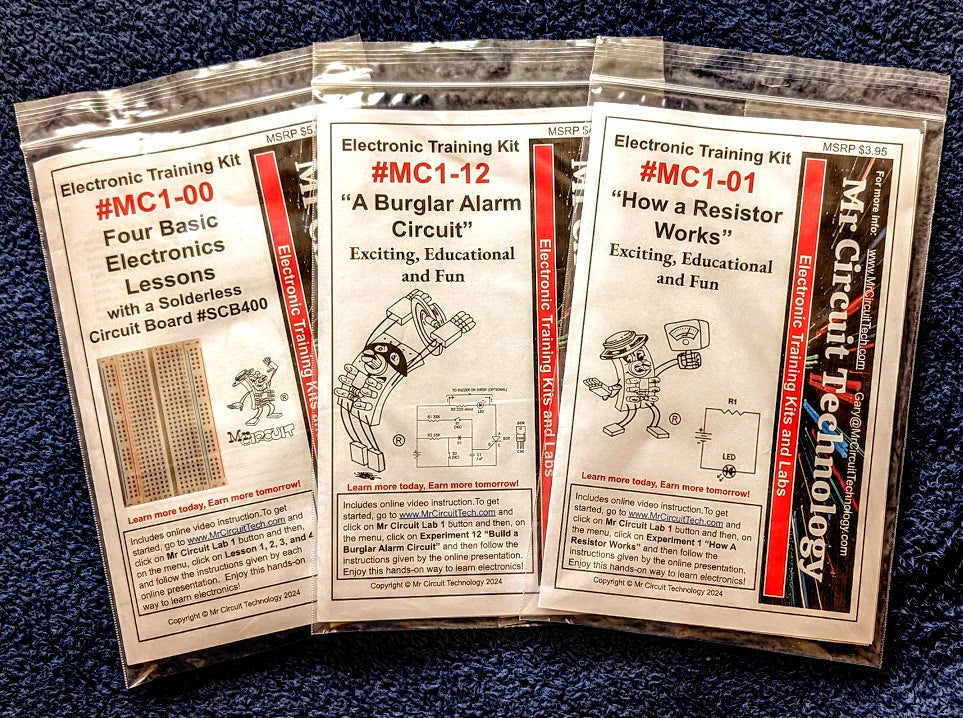 MSRP $5.
Electronic Training Kit
#MC1-00
Four Basic
Electronics
Lessons
with a Solderless
Circuit Board #SCB400
®
Mr CIRCUIT
Learn more today, Earn more tomorrow!
Includes online video instruction.To get
started, go to www.MrCircuitTech.com and
click on Mr Circuit Lab 1 button and then,
on the menu, click on Lesson 1, 2, 3, and 4
and follow the instructions given by each
online presentation. Enjoy this hands-on
way to learn electronics!
Copyright © Mr Circuit Technology 2024
Electronic Training Kits
MSRP $
Electronic Training Kit
#MC1-12
“A Burglar Alarm
Circuit”
Exciting, Educational
and Fun
TO BUZZER OF SIREN (OPTIONAL)
LED
SCR
®
Learn more today, Earn more tomorrow!
Includes online video instruction.To get
started, go to www.MrCircuitTech.com and
click on Mr Circuit Lab 1 button and then, on
the menu, click on Experiment 12 “Build a
Burglar Alarm Circuit” and then follow the
instructions given by the online presentation.
Enjoy this hands-on way to learn electronics!
Copyright © Mr Circuit Technology 2024
Electronic Training Kits and Labs
MSRP $3.95
Electronic Training Kit
#MC1-01
“How a Resistor
Works”
Exciting, Educational
and Fun
®
R1
LED
Learn more today, Earn more tomorrow!
Includes online video instruction.To get
started, go to www.MrCircuitTech.com and
click on Mr Circuit Lab 1 button and then, on
the menu, click on Experiment 1 “How A
Resistor Works” and then follow the
instructions given by the online presentation.
Enjoy this hands-on way to learn electronics!
Copyright © Mr Circuit Technology 2024
Electronic Training Kits and Labs
Mr Circuit Technology
For more info: www.MrCircuitTech.com
Gary@MrCircuitTechnology.com